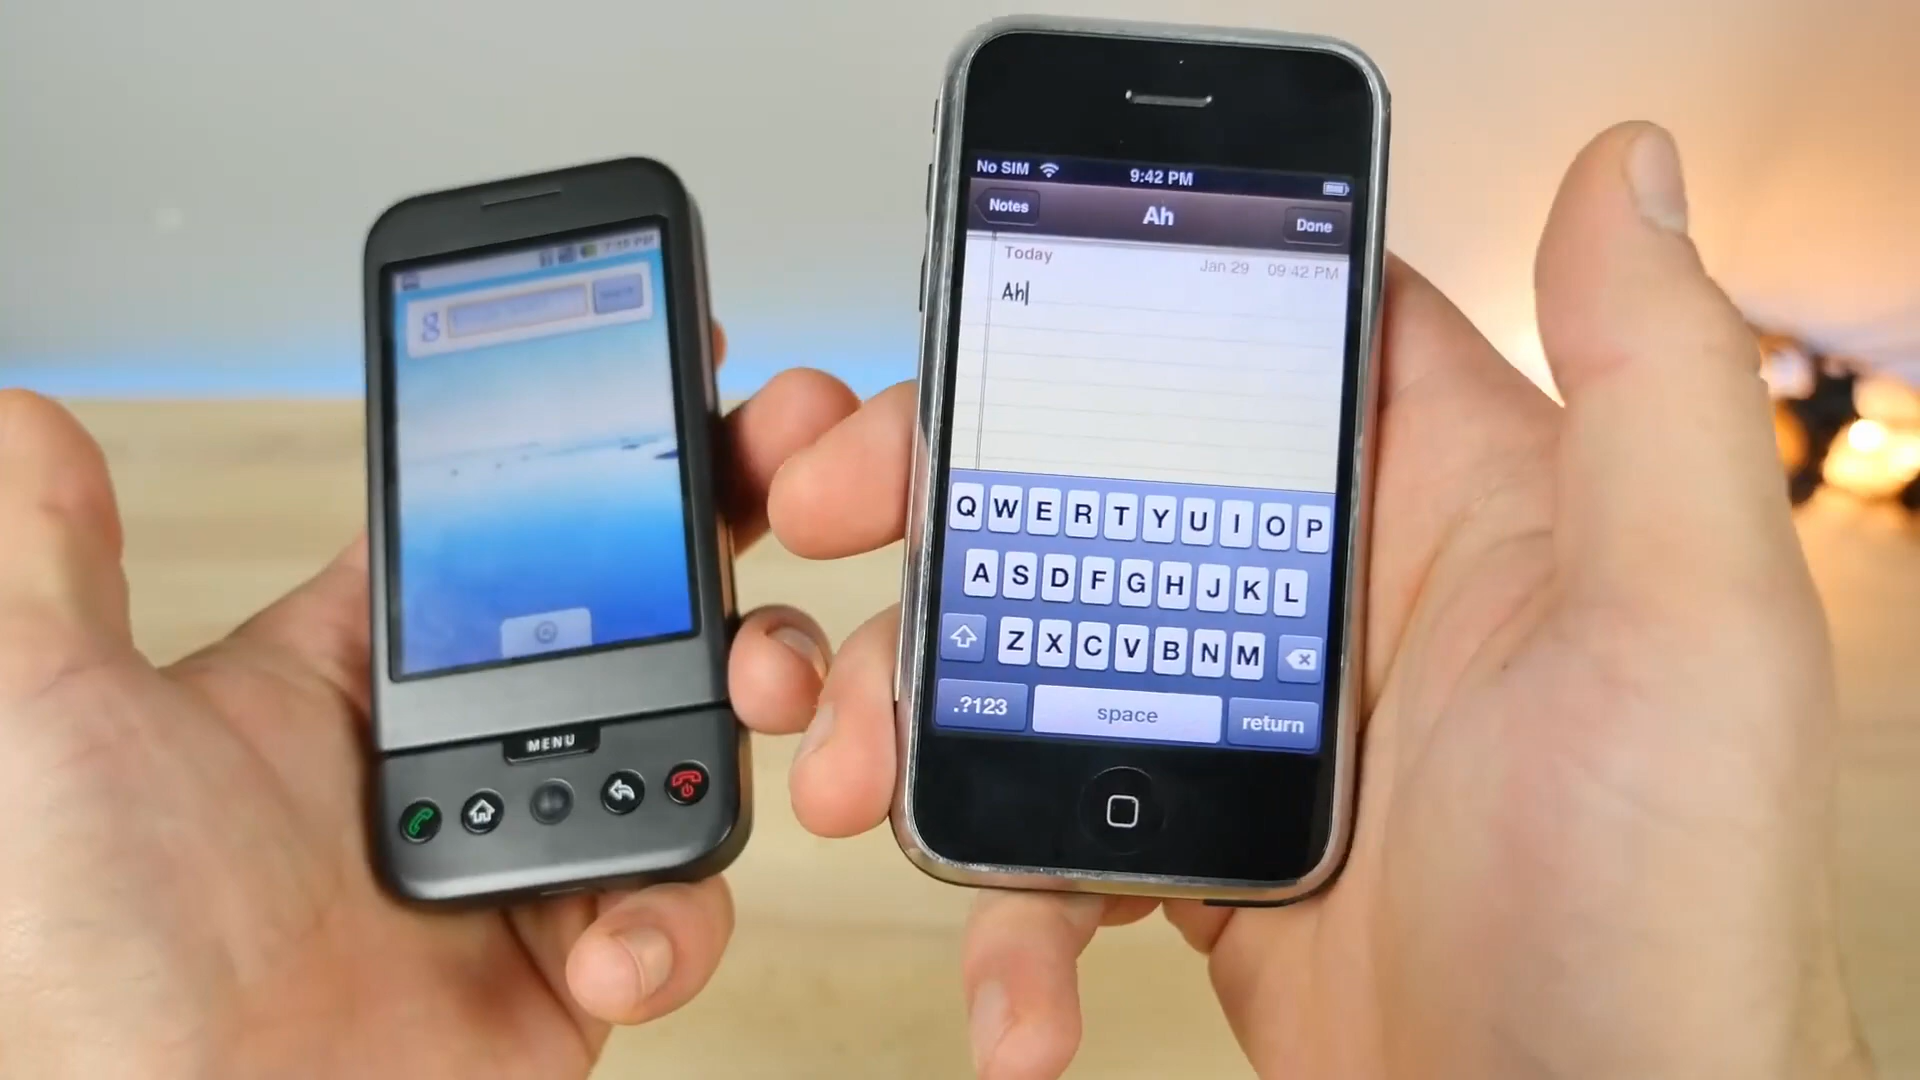 g
MENU
No SIM 9:42 PM
Notes Ah Done
Today Jan 29 09:42 PM
Ah
Q W E R T Y U I O P
A S D F G H J K L
Z X C V B N M
.?123 space return